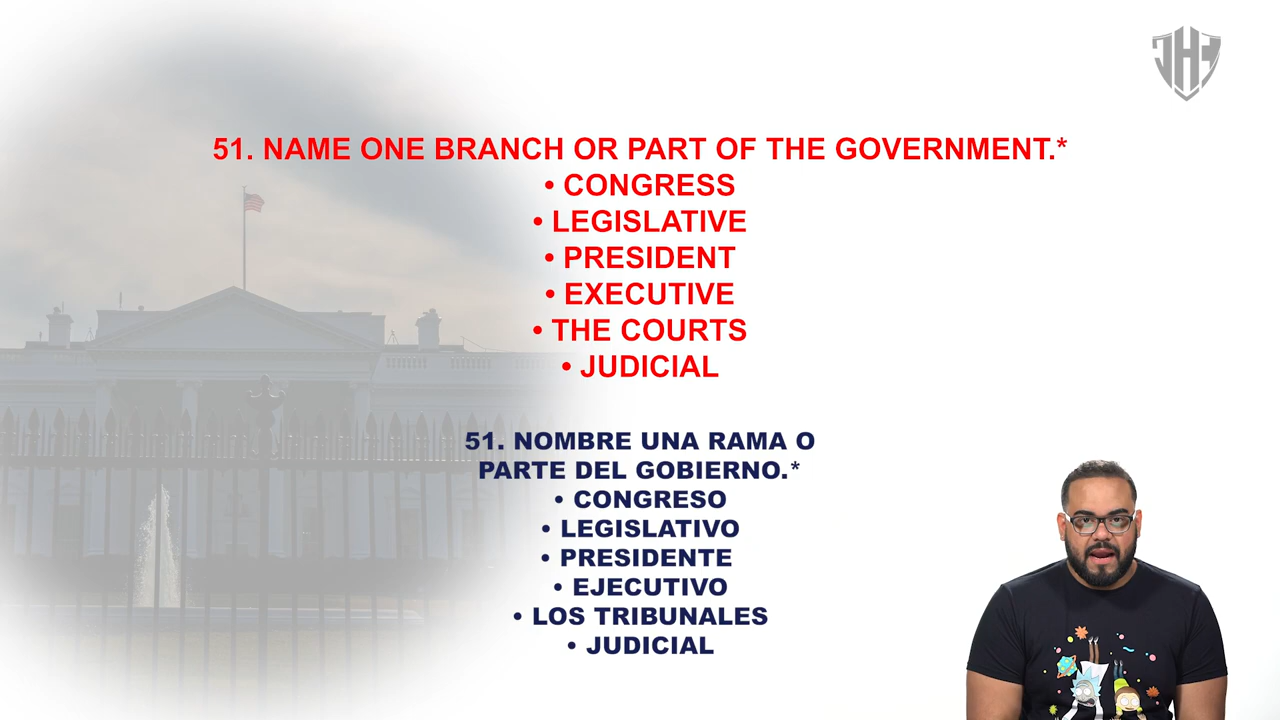 JHF
51. NAME ONE BRANCH OR PART OF THE GOVERNMENT.*
• CONGRESS
• LEGISLATIVE
• PRESIDENT
• EXECUTIVE
• THE COURTS
• JUDICIAL
51. NOMBRE UNA RAMA O
PARTE DEL GOBIERNO.*
• CONGRESO
• LEGISLATIVO
• PRESIDENTE
• EJECUTIVO
• LOS TRIBUNALES
• JUDICIAL